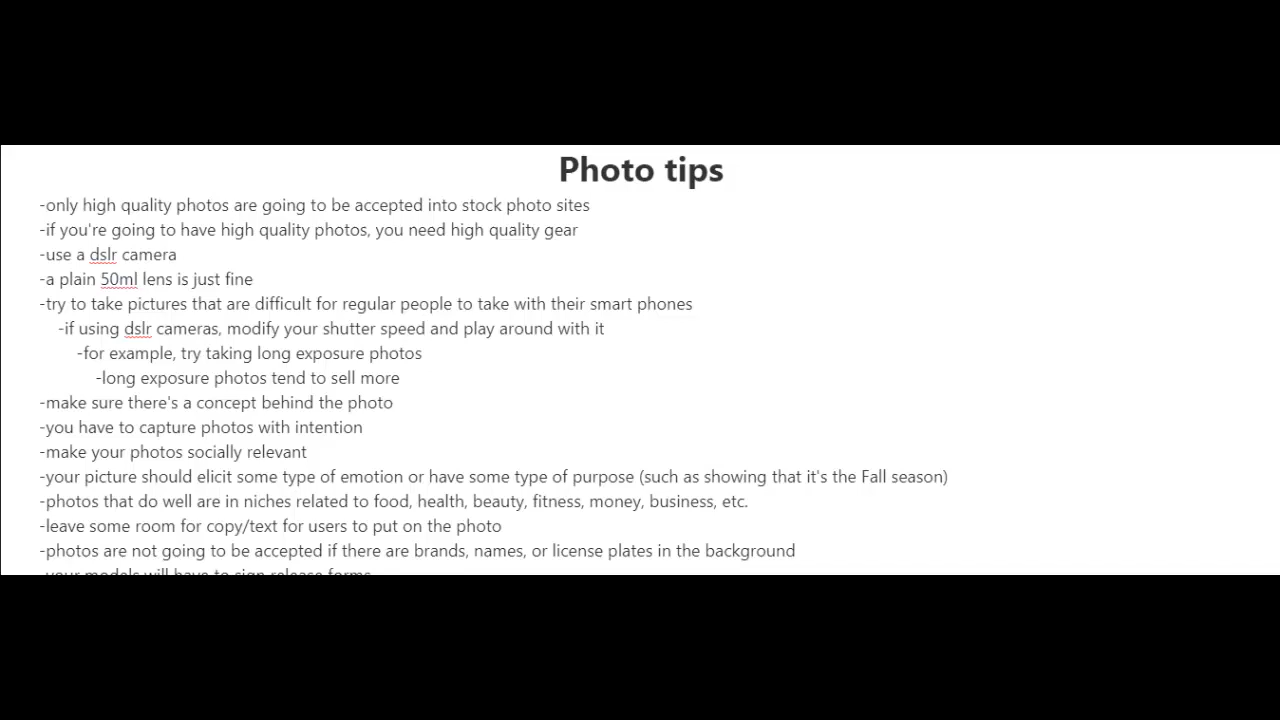 Photo tips
-only high quality photos are going to be accepted into stock photo sites
-if you're going to have high quality photos, you need high quality gear
-use a dslr camera
-a plain 50ml lens is just fine
-try to take pictures that are difficult for regular people to take with their smart phones
-if using dslr cameras, modify your shutter speed and play around with it
-for example, try taking long exposure photos
-long exposure photos tend to sell more
-make sure there's a concept behind the photo
-you have to capture photos with intention
-make your photos socially relevant
-your picture should elicit some type of emotion or have some type of purpose (such as showing that it's the Fall season)
-photos that do well are in niches related to food, health, beauty, fitness, money, business, etc.
-leave some room for copy/text for users to put on the photo
-photos are not going to be accepted if there are brands, names, or license plates in the background
-your models will have to sign release forms